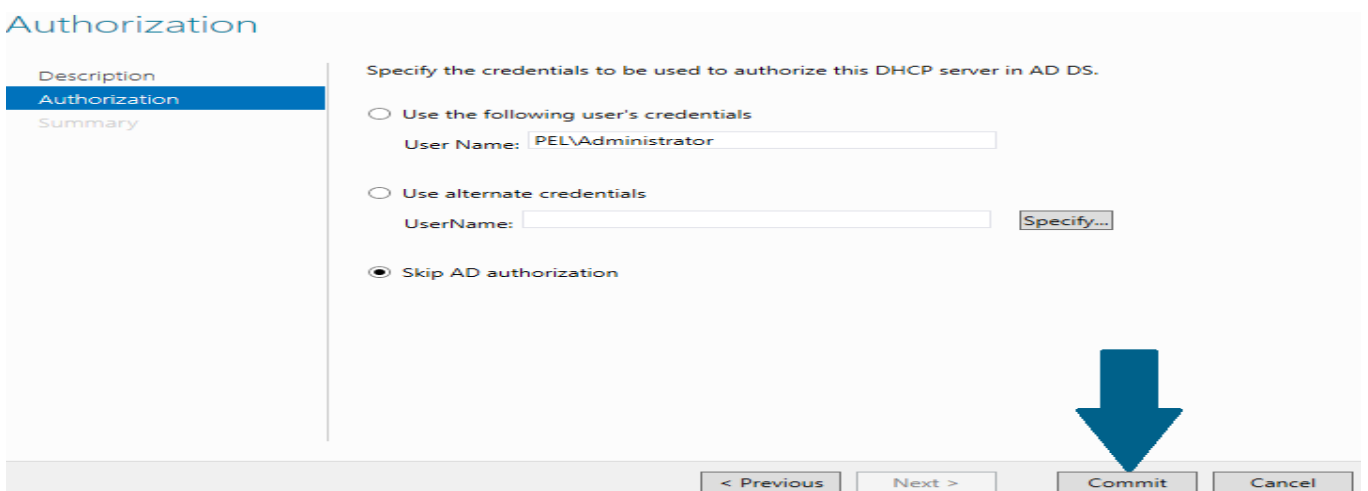 Authorization
Description
Authorization
Summary
Specify the credentials to be used to authorize this DHCP server in AD DS.
Use the following user's credentials
User Name: PEL\Administrator
Use alternate credentials
UserName:
Specify...
Skip AD authorization
< Previous
Next >
Commit
Cancel